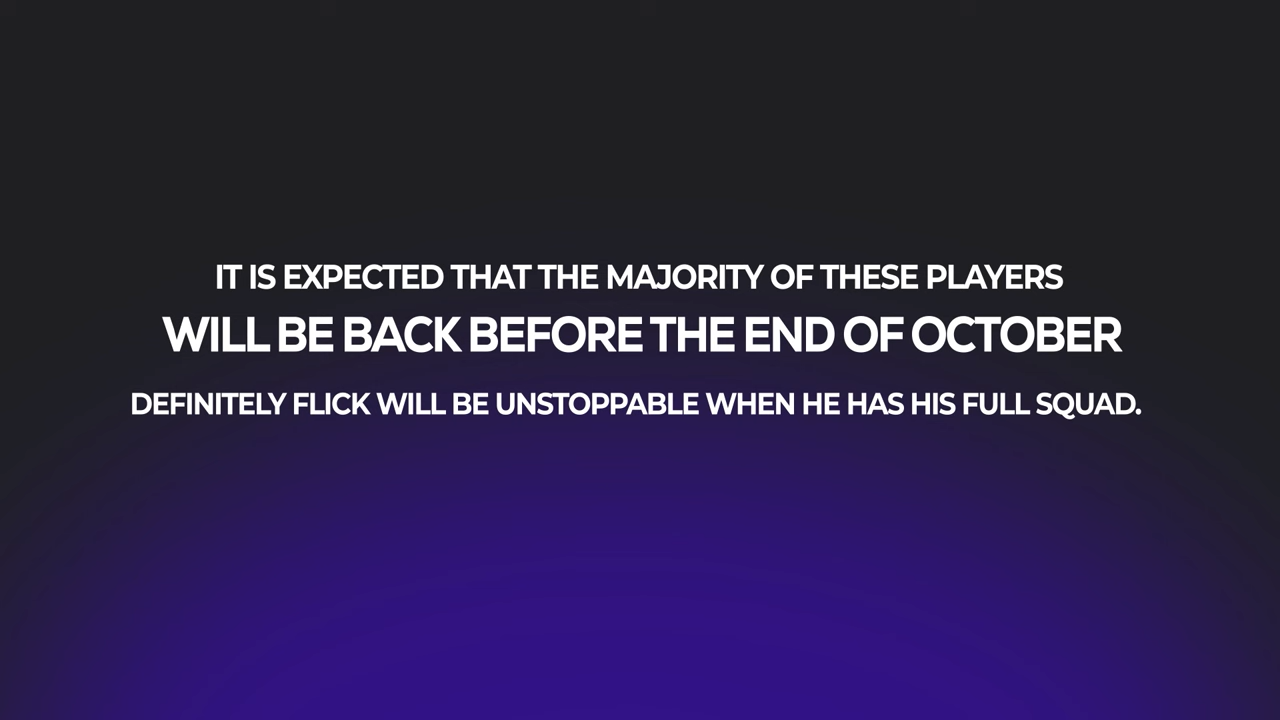 IT IS EXPECTED THAT THE MAJORITY OF THESE PLAYERS
WILL BE BACK BEFORE THE END OF OCTOBER
DEFINITELY FLICK WILL BE UNSTOPPABLE WHEN HE HAS HIS FULL SQUAD.